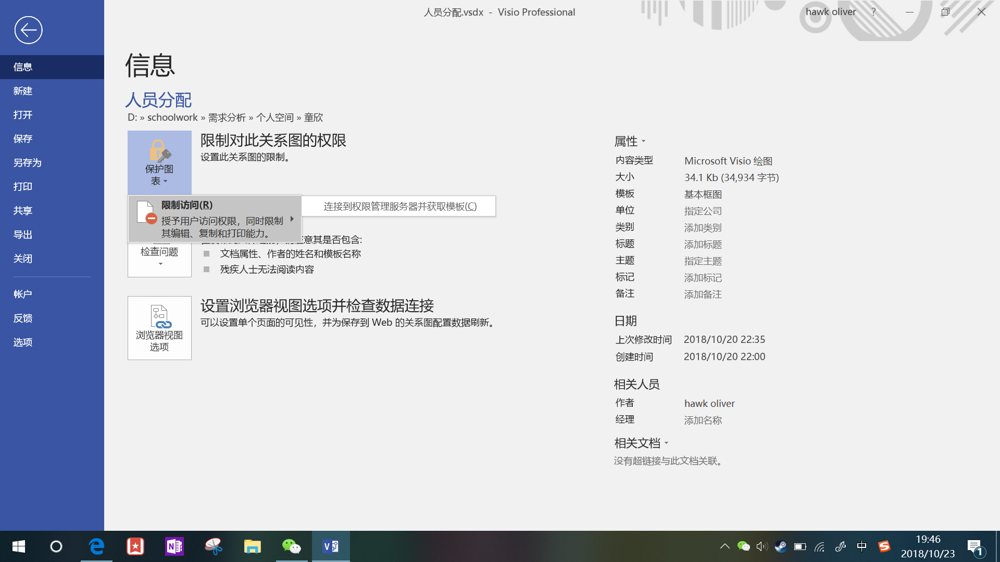 人员分配.vsdx - Visio Professional
hawk oliver
?
信息
新建
打开
保存
另存为
打印
共享
导出
关闭
帐户
反馈
选项
信息
人员分配
D: » schoolwork » 需求分析 » 个人空间 » 童欣
保护图
表
限制对此关系图的权限
设置此关系图的限制。
限制访问(R)
授予用户访问权限，同时限制
其编辑、复制和打印能力。
连接到权限管理服务器并获取模板(C)
意其是否包含:
检查问题
文档属性、作者的姓名和模板名称
残疾人士无法阅读内容
浏览器视图
选项
设置浏览器视图选项并检查数据连接
可以设置单个页面的可见性，并为保存到 Web 的关系图配置数据刷新。
属性
内容类型 Microsoft Visio 绘图
大小 34.1 Kb (34,934 字节)
模板 基本框图
单位 指定公司
类别 添加类别
标题 添加标题
主题 指定主题
标记 添加标记
备注 添加备注
日期
上次修改时间 2018/10/20 22:35
创建时间 2018/10/20 22:00
相关人员
作者 hawk oliver
经理 添加名称
相关文档
没有超链接与此文档关联。
中
19:46
2018/10/23
1